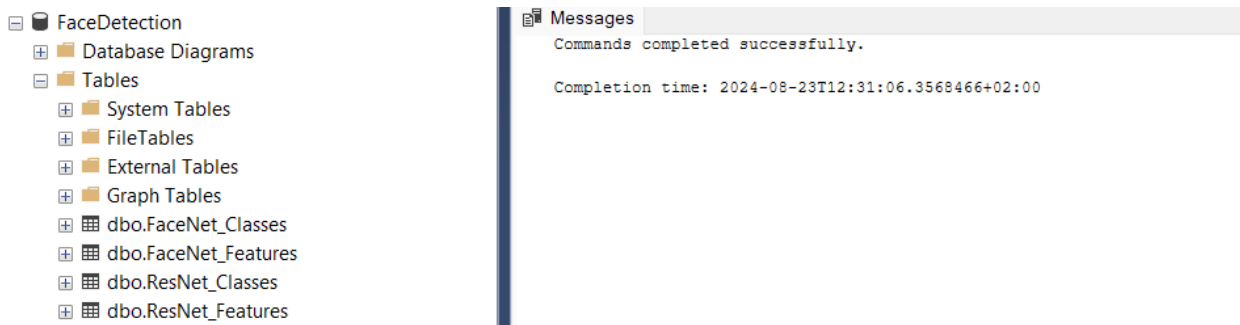 FaceDetection
Database Diagrams
Tables
System Tables
FileTables
External Tables
Graph Tables
dbo.FaceNet_Classes
dbo.FaceNet_Features
dbo.ResNet_Classes
dbo.ResNet_Features
Messages
Commands completed successfully.
Completion time: 2024-08-23T12:31:06.3568466+02:00